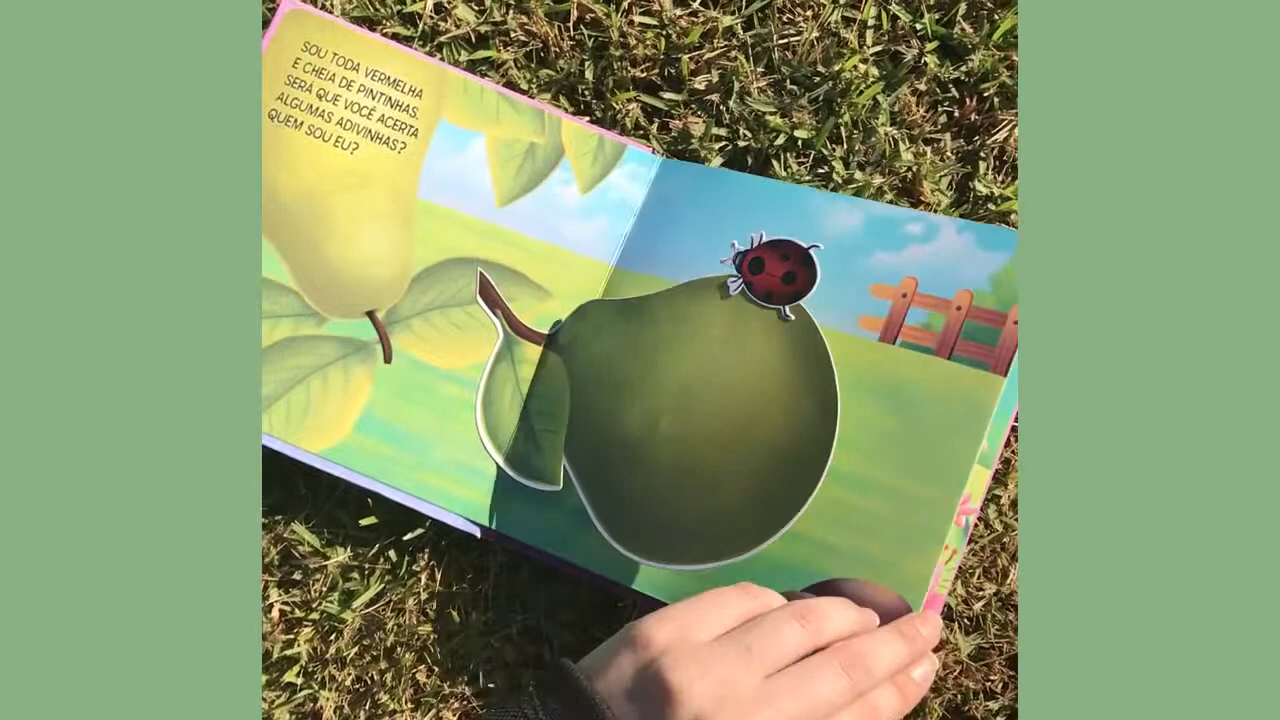 SOU TODA VERMELHA
E CHEIA DE PINTINHAS.
SERÁ QUE VOCÊ ACERTA
ALGUMAS ADIVINHAS?
QUEM SOU EU?